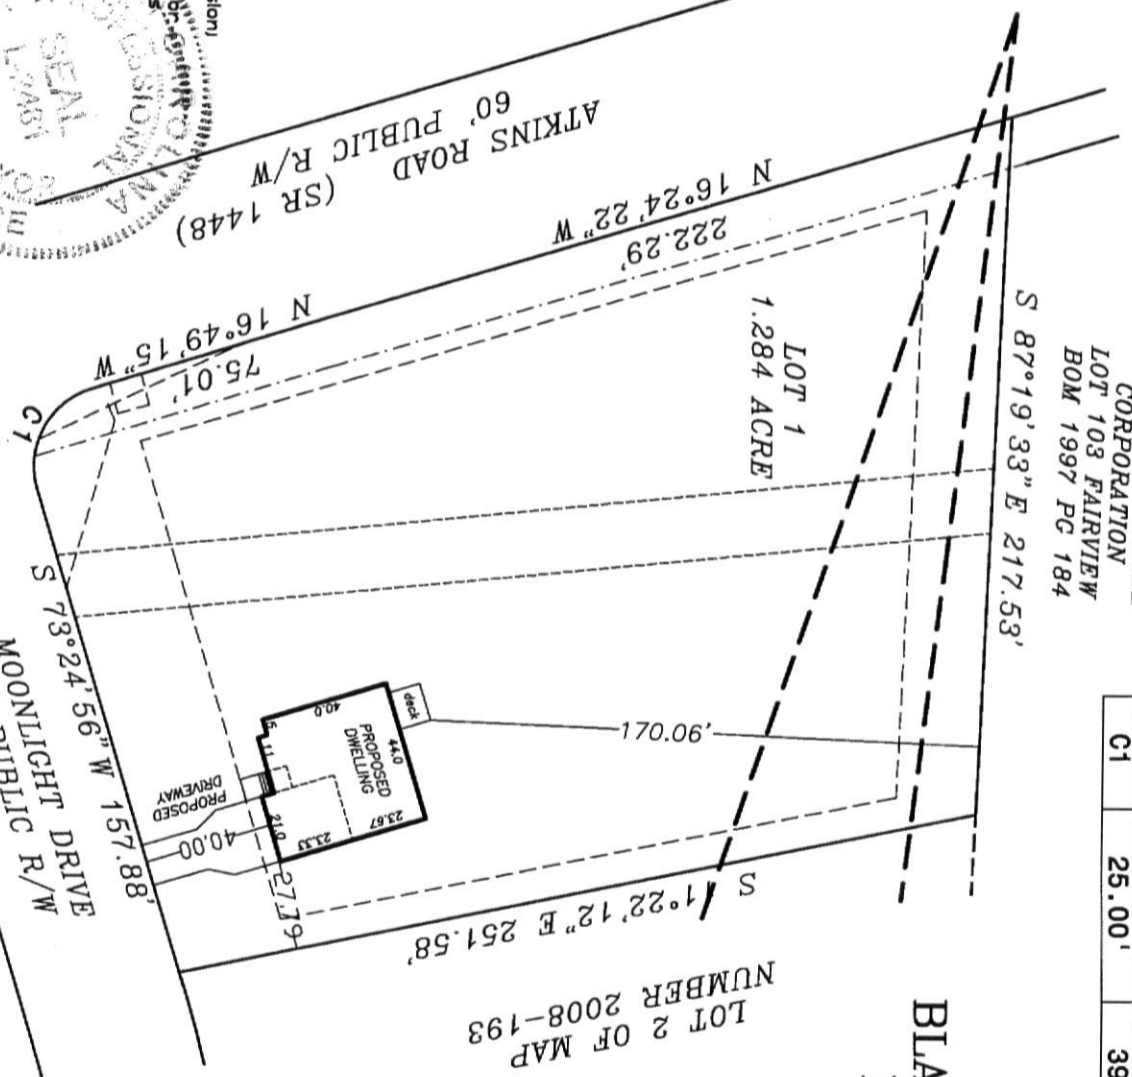 ATKINS ROAD (SR 1448)
60' PUBLIC R/W
N 16°24'22" W
222.29'
N 16°49'15" W
75.01'
C1
LOT 1
1.284 ACRE
S 87°19'33" E 217.53'
CORPORATION
LOT 103 FAIRVIEW
BOM 1997 PG 184
C1 25.00' 39
170.06'
deck
PROPOSED
DWELLING
40.0
44.0
5
11
21.0
23.33
23.67
PROPOSED
DRIVEWAY
40.00
27.79
S 73°24'56" W 157.88'
MOONLIGHT DRIVE
PUBLIC R/W
S 1°22'12" E 251.58'
LOT 2 OF MAP
NUMBER 2008-193
BLA
SEAL